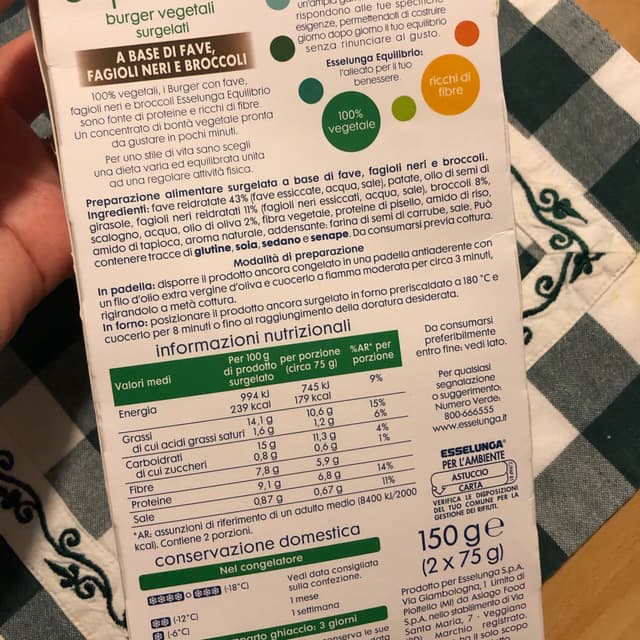 burger vegetali
surgelati
A BASE DI FAVE,
FAGIOLI NERI E BROCCOLI
100% vegetali, i Burger con fave,
fagioli neri e broccoli Esselunga Equilibrio
sono fonte di proteine e ricchi di fibre.
Un concentrato di bontà vegetale pronta
da gustare in pochi minuti.
Per uno stile di vita sano scegli
una dieta varia ed equilibrata unita
ad una regolare attività fisica.
rispondono alle tue specifiche
esigenze, permettendoti di costruire
giorno dopo giorno il tuo equilibrio
senza rinunciare al gusto.
Esselunga Equilibrio:
l'alleato per il tuo
benessere.
100%
vegetale
ricchi di
fibre
Preparazione alimentare surgelata a base di fave, fagioli neri e broccoli.
Ingredienti: fave reidratate 43% (fave essiccate, acqua, sale), patate, olio di semi di
girasole, fagioli neri reidratati 11% (fagioli neri essiccati, acqua, sale), broccoli 8%,
scalogno, acqua, olio di oliva 2%, fibra vegetale, proteine di pisello, amido di riso,
amido di tapioca, aroma naturale, addensante: farina di semi di carrube, sale. Può
contenere tracce di glutine, soia, sedano e senape. Da consumarsi previa cottura.
Modalità di preparazione
In padella: disporre il prodotto ancora congelato in una padella antiaderente con
un filo d'olio extra vergine d'oliva e cuocerlo a fiamma moderata per circa 3 minuti,
rigirandolo a metà cottura.
In forno: posizionare il prodotto ancora surgelato in forno preriscaldato a 180 °C e
cuocerlo per 8 minuti o fino al raggiungimento della doratura desiderata.
informazioni nutrizionali
Valori medi Per 100 g di prodotto surgelato per porzione (circa 75 g) %AR* per porzione
Energia 994 kJ 745 kJ
239 kcal 179 kcal 9%
Grassi 14,1 g 10,6 g 15%
di cui acidi grassi saturi 1,6 g 1,2 g 6%
Carboidrati 15 g 11,3 g 4%
di cui zuccheri 0,8 g 0,6 g 1%
Fibre 7,8 g 5,9 g
Proteine 9,1 g 6,8 g 14%
Sale 0,87 g 0,67 g 11%
*AR: assunzioni di riferimento di un adulto medio (8400 kJ/2000
kcal). Contiene 2 porzioni.
Da consumarsi
preferibilmente
entro fine: vedi lato.
Per qualsiasi
segnalazione
o suggerimento:
Numero Verde:
800-666555
www.esselunga.it
ESSELUNGA®
PER L'AMBIENTE
ASTUCCIO
CARTA
VERIFICA LE DISPOSIZIONI
DEL TUO COMUNE PER LA
GESTIONE DEI RIFIUTI.
150 g e
(2 x 75 g)
conservazione domestica
Nel congelatore
(-18°C) Vedi data consigliata
sulla confezione.
(-12°C) 1 mese
(-6°C) 1 settimana
ghiaccio: 3 giorni
Prodotto per Esselunga S.p.A.
Via Giambologna, 1 Limito di
Pioltello (MI) da Asiago Food
S.p.A. nello stabilimento di Via
Santa Maria, 7 - Veggiano
Marchio registrato.
ha il solo scopo